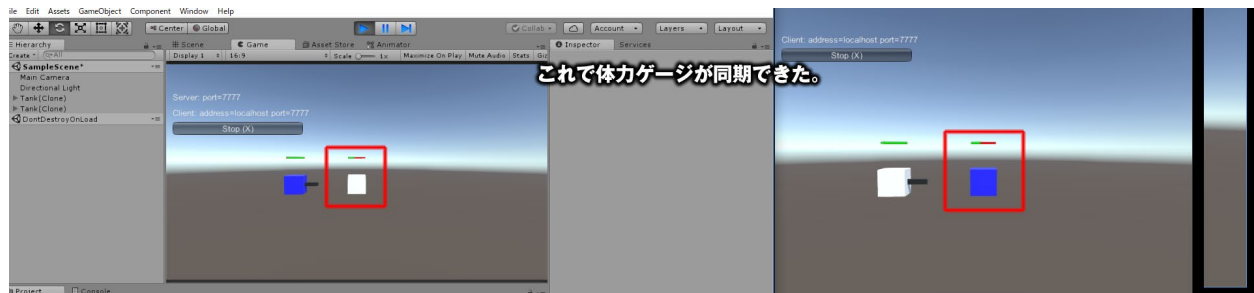 File Edit Assets GameObject Component Window Help
Center Global Collab Account Layers Layout
Hierarchy Scene Game Asset Store Animator Inspector Services
Create All Display 1 16:9 Scale 1x Maximize On Play Mute Audio Stats Giz
SampleScene*
Main Camera
Directional Light
Tank(Clone)
Tank(Clone)
DontDestroyOnLoad
Server: port=7777
Client: address=localhost port=7777
Stop (X)
Client: address=localhost port=7777
Stop (X)
これで体力ゲージが同期できた。
Project Console